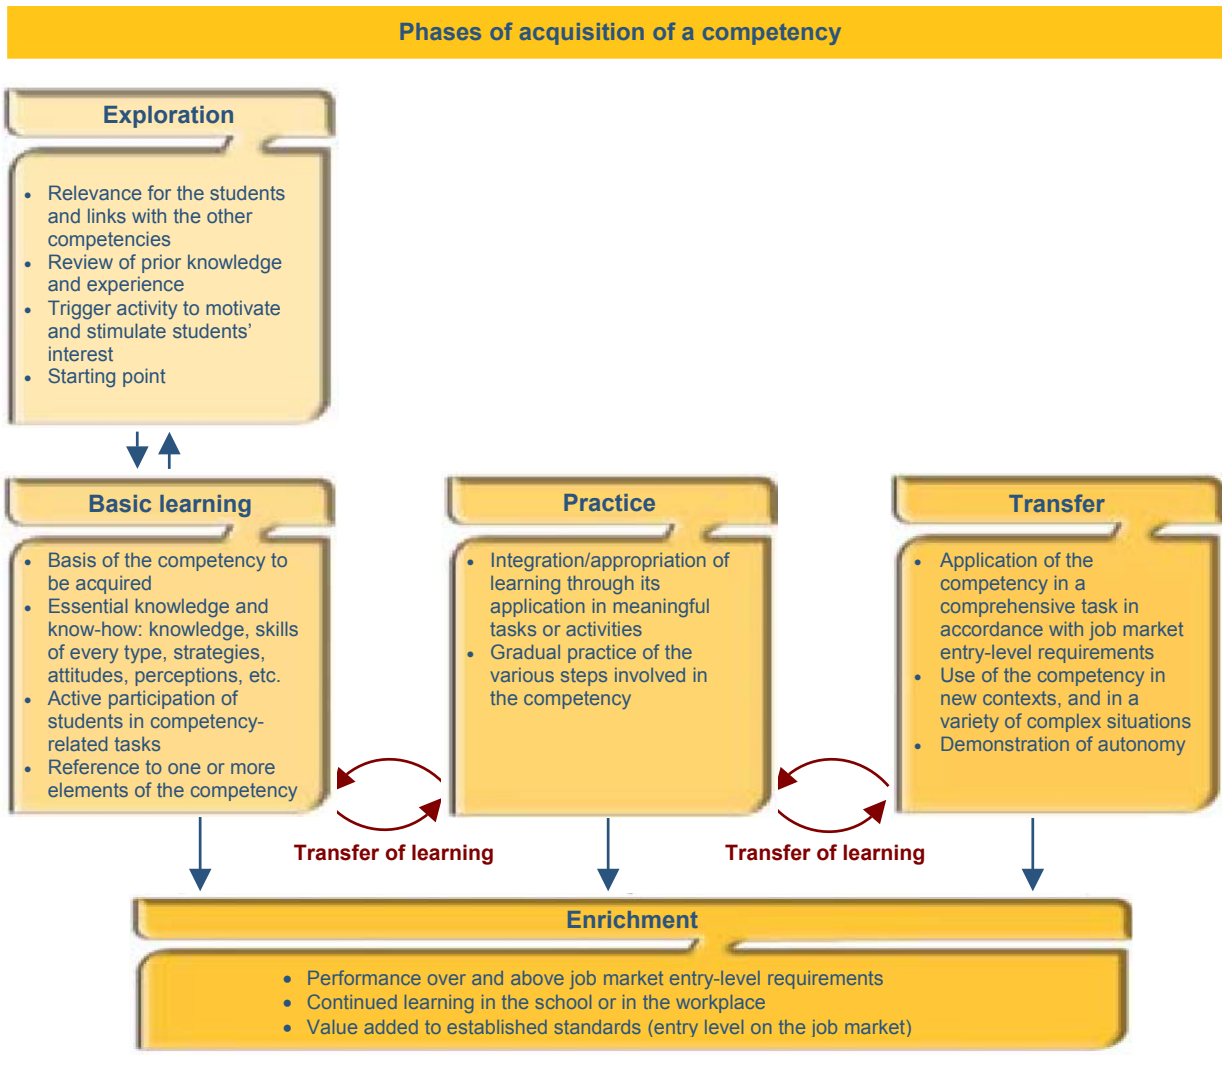 Phases of acquisition of a competency
Exploration
• Relevance for the students
and links with the other
competencies
• Review of prior knowledge
and experience
• Trigger activity to motivate
and stimulate students’
interest
• Starting point
Basic learning
• Basis of the competency to
be acquired
• Essential knowledge and
know-how: knowledge, skills
of every type, strategies,
attitudes, perceptions, etc.
• Active participation of
students in competency-
related tasks
• Reference to one or more
elements of the competency
Practice
• Integration/appropriation of
learning through its
application in meaningful
tasks or activities
• Gradual practice of the
various steps involved in
the competency
Transfer
• Application of the
competency in a
comprehensive task in
accordance with job market
entry-level requirements
• Use of the competency in
new contexts, and in a
variety of complex situations
• Demonstration of autonomy
Transfer of learning
Transfer of learning
Enrichment
• Performance over and above job market entry-level requirements
• Continued learning in the school or in the workplace
• Value added to established standards (entry level on the job market)